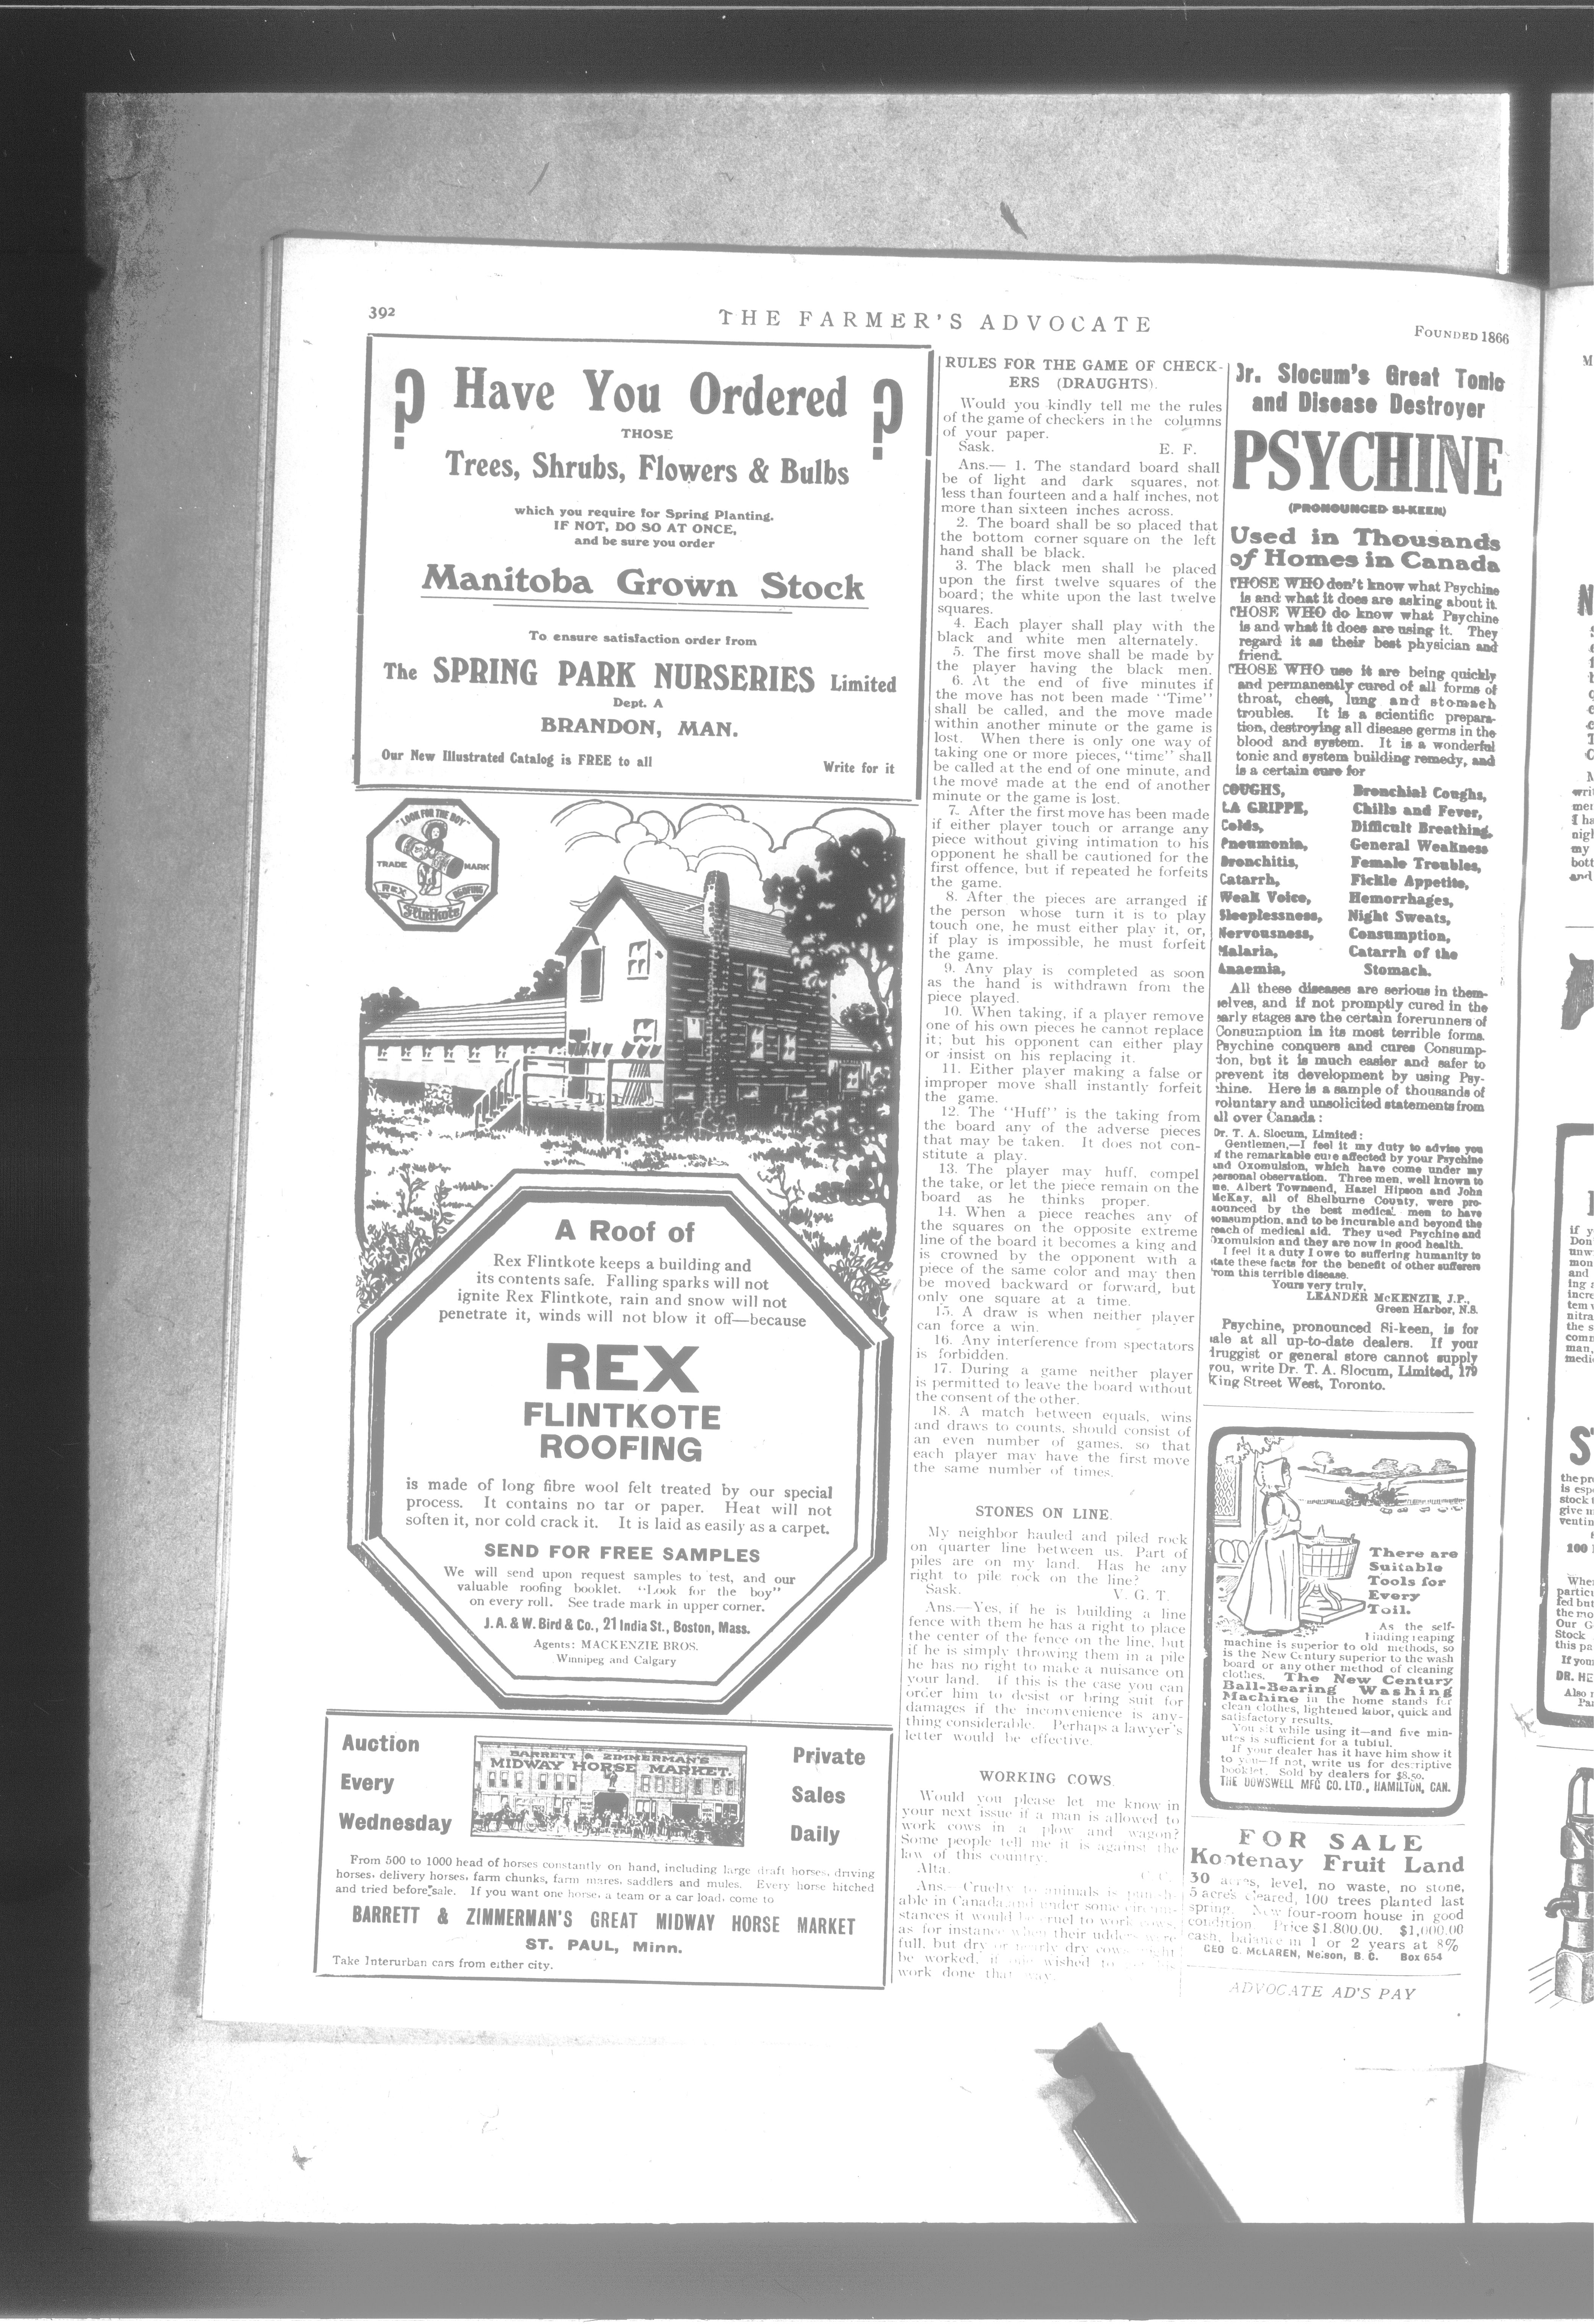 392
THE FARMER'S ADVOCATE
FOUNDED 1866
? Have You Ordered ?
THOSE
Trees, Shrubs, Flowers & Bulbs
which you require for Spring Planting.
IF NOT, DO SO AT ONCE,
and be sure you order
Manitoba Grown Stock
To ensure satisfaction order from
The SPRING PARK NURSERIES Limited
Dept. A
BRANDON, MAN.
Our New Illustrated Catalog is FREE to all
Write for it
"LOOK FOR THE BOY"
TRADE MARK
REX ROOFING
Flintkote
A Roof of
Rex Flintkote keeps a building and
its contents safe. Falling sparks will not
ignite Rex Flintkote, rain and snow will not
penetrate it, winds will not blow it off—because
REX
FLINTKOTE
ROOFING
is made of long fibre wool felt treated by our special
process. It contains no tar or paper. Heat will not
soften it, nor cold crack it. It is laid as easily as a carpet.
SEND FOR FREE SAMPLES
We will send upon request samples to test, and our
valuable roofing booklet. "Look for the boy"
on every roll. See trade mark in upper corner.
J. A. & W. Bird & Co., 21 India St., Boston, Mass.
Agents: MACKENZIE BROS.
Winnipeg and Calgary
Auction
Every
Wednesday
BARRETT & ZIMMERMAN'S
MIDWAY HORSE MARKET.
Private
Sales
Daily
From 500 to 1000 head of horses constantly on hand, including large draft horses, driving
horses, delivery horses, farm chunks, farm mares, saddlers and mules. Every horse hitched
and tried before sale. If you want one horse, a team or a car load, come to
BARRETT & ZIMMERMAN'S GREAT MIDWAY HORSE MARKET
ST. PAUL, Minn.
Take Interurban cars from either city.
RULES FOR THE GAME OF CHECK-
ERS (DRAUGHTS).
Would you kindly tell me the rules
of the game of checkers in the columns
of your paper.
Sask. E. F.
Ans.— 1. The standard board shall
be of light and dark squares, not
less than fourteen and a half inches, not
more than sixteen inches across.
2. The board shall be so placed that
the bottom corner square on the left
hand shall be black.
3. The black men shall be placed
upon the first twelve squares of the
board; the white upon the last twelve
squares.
4. Each player shall play with the
black and white men alternately.
5. The first move shall be made by
the player having the black men.
6. At the end of five minutes if
the move has not been made "Time"
shall be called, and the move made
within another minute or the game is
lost. When there is only one way of
taking one or more pieces, "time" shall
be called at the end of one minute, and
the move made at the end of another
minute or the game is lost.
7. After the first move has been made
if either player touch or arrange any
piece without giving intimation to his
opponent he shall be cautioned for the
first offence, but if repeated he forfeits
the game.
8. After the pieces are arranged if
the person whose turn it is to play
touch one, he must either play it, or,
if play is impossible, he must forfeit
the game.
9. Any play is completed as soon
as the hand is withdrawn from the
piece played.
10. When taking, if a player remove
one of his own pieces he cannot replace
it; but his opponent can either play
or insist on his replacing it.
11. Either player making a false or
improper move shall instantly forfeit
the game.
12. The "Huff" is the taking from
the board any of the adverse pieces
that may be taken. It does not con-
stitute a play.
13. The player may huff, compel
the take, or let the piece remain on the
board as he thinks proper.
14. When a piece reaches any of
the squares on the opposite extreme
line of the board it becomes a king and
is crowned by the opponent with a
piece of the same color and may then
be moved backward or forward, but
only one square at a time.
15. A draw is when neither player
can force a win.
16. Any interference from spectators
is forbidden.
17. During a game neither player
is permitted to leave the board without
the consent of the other.
18. A match between equals, wins
and draws to counts, should consist of
an even number of games, so that
each player may have the first move
the same number of times.
STONES ON LINE.
My neighbor hauled and piled rock
on quarter line between us. Part of
piles are on my land. Has he any
right to pile rock on the line?
Sask. V. G. T.
Ans.—Yes, if he is building a line
fence with them he has a right to place
the center of the fence on the line, but
if he is simply throwing them in a pile
he has no right to make a nuisance on
your land. If this is the case you can
order him to desist or bring suit for
damages if the inconvenience is any-
thing considerable. Perhaps a lawyer's
letter would be effective.
WORKING COWS.
Would you please let me know in
your next issue if a man is allowed to
work cows in a plow and wagon?
Some people tell me it is against the
law of this country.
Alta. C. C.
Ans.—Cruelty to animals is punish-
able in Canada and under some circum-
stances it would be cruel to work cows,
as for instance when their udders were
full, but dry or nearly dry cows might
be worked, if one wished to
work done that way.
Dr. Slocum's Great Tonic
and Disease Destroyer
PSYCHINE
(PRONOUNCED SI-KEEN)
Used in Thousands
of Homes in Canada
THOSE WHO don't know what Psychine
is and what it does are asking about it.
THOSE WHO do know what Psychine
is and what it does are using it. They
regard it as their best physician and
friend.
THOSE WHO use it are being quickly
and permanently cured of all forms of
throat, chest, lung and stomach
troubles. It is a scientific prepara-
tion, destroying all disease germs in the
blood and system. It is a wonderful
tonic and system building remedy, and
is a certain cure for
COUGHS, Bronchial Coughs,
LA GRIPPE, Chills and Fever,
Colds, Difficult Breathing,
Pneumonia, General Weakness
Bronchitis, Female Troubles,
Catarrh, Fickle Appetite,
Weak Voice, Hemorrhages,
Sleeplessness, Night Sweats,
Nervousness, Consumption,
Malaria, Catarrh of the
Anaemia, Stomach.
All these diseases are serious in them-
selves, and if not promptly cured in the
early stages are the certain forerunners of
Consumption in its most terrible forms.
Psychine conquers and cures Consump-
tion, but it is much easier and safer to
prevent its development by using Psy-
chine. Here is a sample of thousands of
voluntary and unsolicited statements from
all over Canada:
Dr. T. A. Slocum, Limited:
Gentlemen,—I feel it my duty to advise you
of the remarkable cure affected by your Psychine
and Oxomulsion, which have come under my
personal observation. Three men, well known to
me, Albert Townsend, Hazel Hipson and John
McKay, all of Shelburne County, were pro-
nounced by the best medical men to have
consumption, and to be incurable and beyond the
reach of medical aid. They used Psychine and
Oxomulsion and they are now in good health.
I feel it a duty I owe to suffering humanity to
state these facts for the benefit of other sufferers
from this terrible disease.
Yours very truly,
LEANDER McKENZIE, J.P.,
Green Harbor, N.S.
Psychine, pronounced Si-keen, is for
sale at all up-to-date dealers. If your
druggist or general store cannot supply
you, write Dr. T. A. Slocum, Limited, 179
King Street West, Toronto.
There are
Suitable
Tools for
Every
Toil.
As the self-
binding reaping
machine is superior to old methods, so
is the New Century superior to the wash
board or any other method of cleaning
clothes. The New Century
Ball-Bearing Washing
Machine in the home stands for
clean clothes, lightened labor, quick and
satisfactory results.
You sit while using it—and five min-
utes is sufficient for a tubful.
If your dealer has it have him show it
to you—If not, write us for descriptive
booklet. Sold by dealers for $8.50.
THE DOWSWELL MFG CO. LTD., HAMILTON, CAN.
FOR SALE
Kootenay Fruit Land
30 acres, level, no waste, no stone,
5 acres cleared, 100 trees planted last
spring. New four-room house in good
condition Price $1,800.00. $1,000.00
cash, balance in 1 or 2 years at 8%
GEO G. McLAREN, Nelson, B. C. Box 654
ADVOCATE AD'S PAY